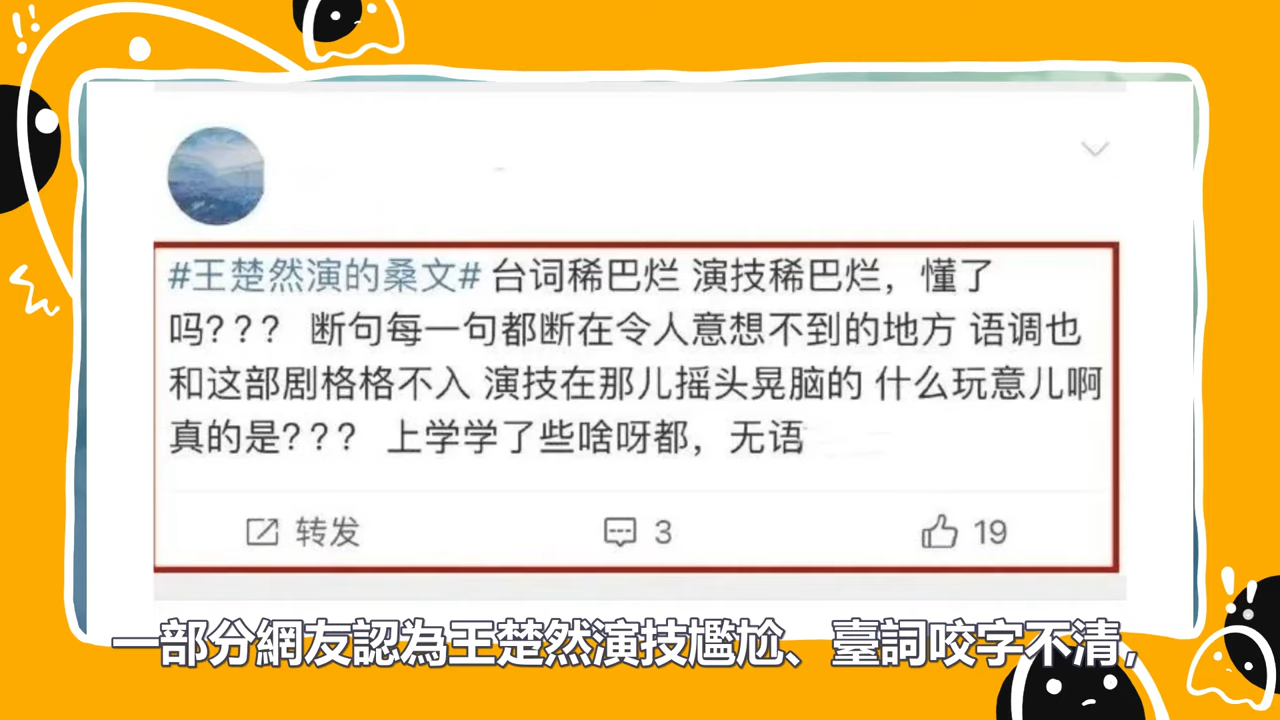 #王楚然演的桑文# 台词稀巴烂 演技稀巴烂，懂了
吗？？？ 断句每一句都断在令人意想不到的地方 语调也
和这部剧格格不入 演技在那儿摇头晃脑的 什么玩意儿啊
真的是？？？ 上学学了些啥呀都，无语
转发 3 19
一部分網友認為王楚然演技尷尬、臺詞咬字不清，